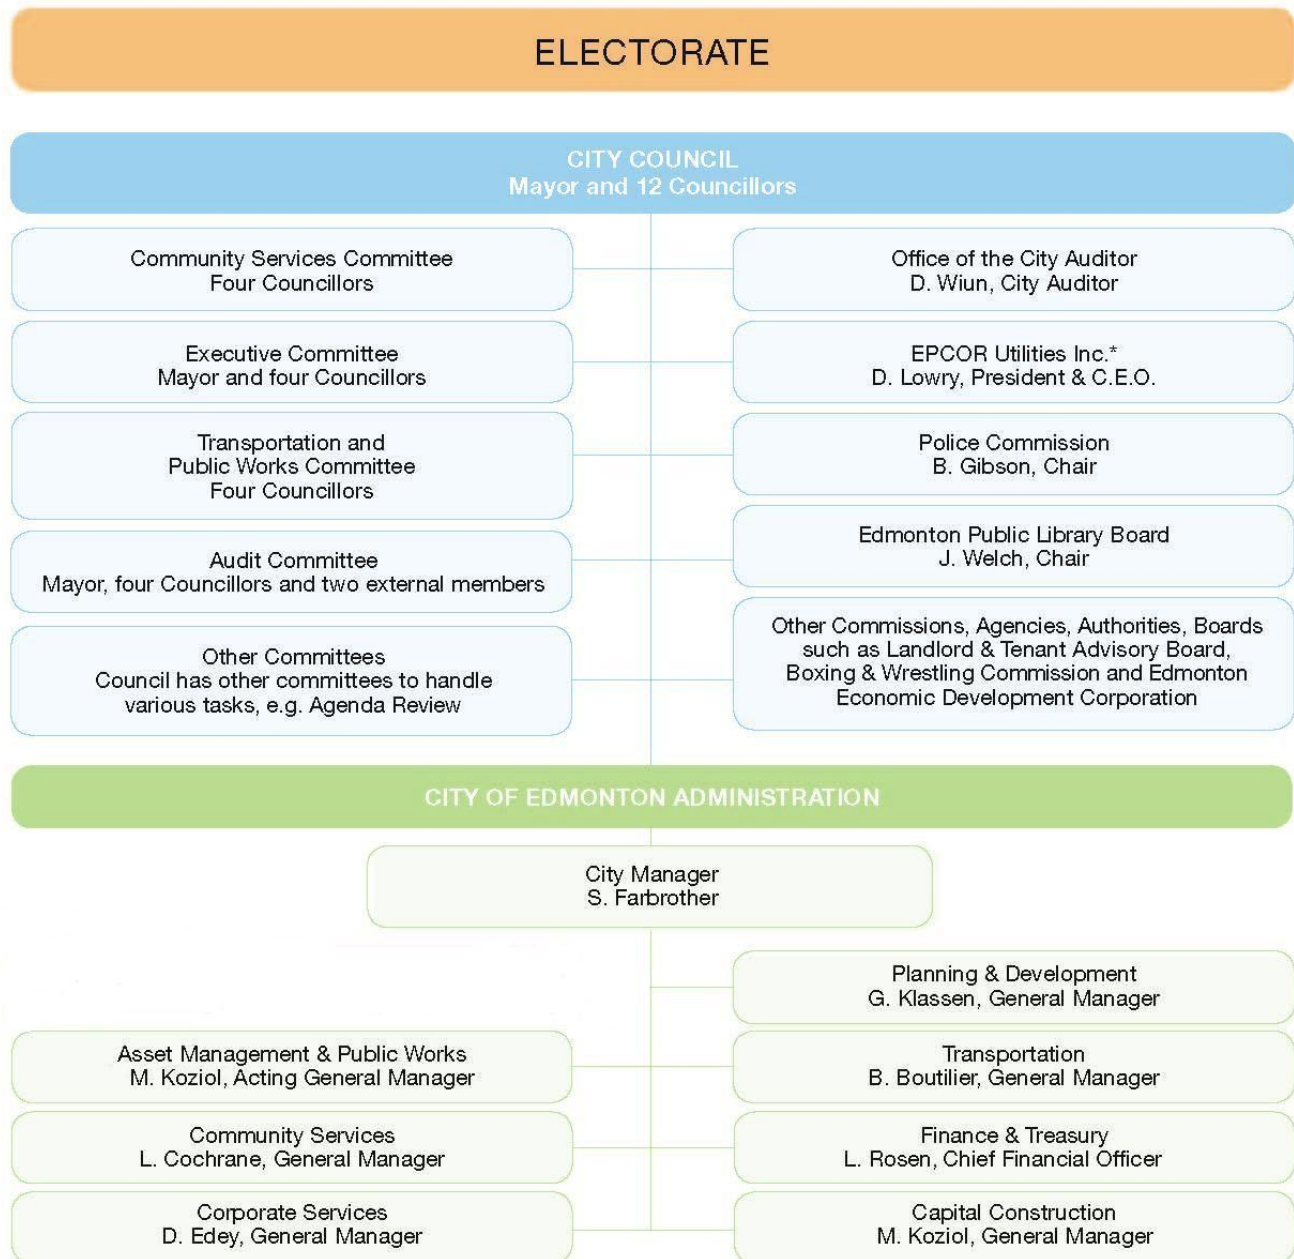 ELECTORATE
CITY COUNCIL
Mayor and 12 Councillors
Community Services Committee
Four Councillors
Office of the City Auditor
D. Wiun, City Auditor
Executive Committee
Mayor and four Councillors
EPCOR Utilities Inc.*
D. Lowry, President & C.E.O.
Transportation and
Public Works Committee
Four Councillors
Police Commission
B. Gibson, Chair
Audit Committee
Mayor, four Councillors and two external members
Edmonton Public Library Board
J. Welch, Chair
Other Committees
Council has other committees to handle
various tasks, e.g. Agenda Review
Other Commissions, Agencies, Authorities, Boards
such as Landlord & Tenant Advisory Board,
Boxing & Wrestling Commission and Edmonton
Economic Development Corporation
CITY OF EDMONTON ADMINISTRATION
City Manager
S. Farbrother
Planning & Development
G. Klassen, General Manager
Asset Management & Public Works
M. Koziol, Acting General Manager
Transportation
B. Boutilier, General Manager
Community Services
L. Cochrane, General Manager
Finance & Treasury
L. Rosen, Chief Financial Officer
Corporate Services
D. Edey, General Manager
Capital Construction
M. Koziol, General Manager